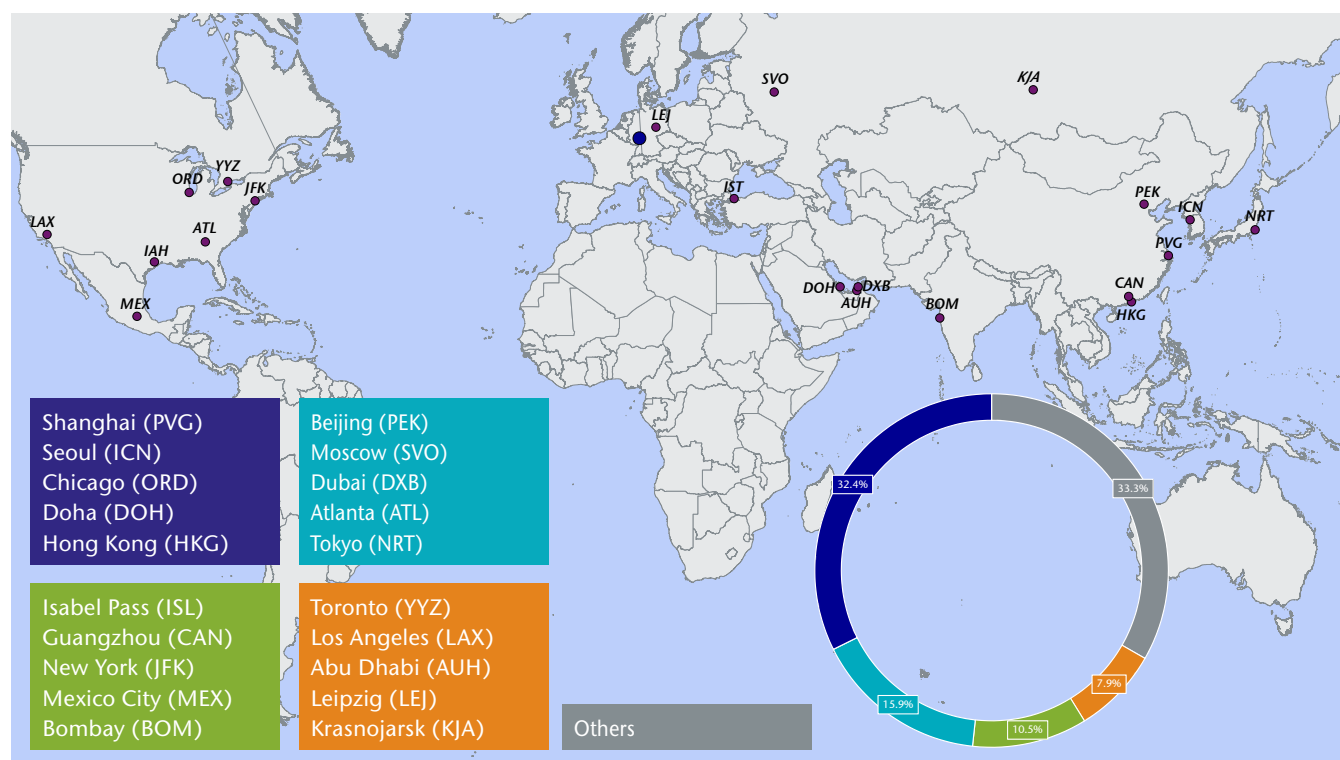 SVO
KJA
LEJ
YYZ
ORD
JFK
IST
PEK
ICN
NRT
LAX
ATL
PVG
IAH
DOH
DXB
AUH
CAN
MEX
BOM
HKG
Shanghai (PVG)
Seoul (ICN)
Chicago (ORD)
Doha (DOH)
Hong Kong (HKG)
Beijing (PEK)
Moscow (SVO)
Dubai (DXB)
Atlanta (ATL)
Tokyo (NRT)
Isabel Pass (ISL)
Guangzhou (CAN)
New York (JFK)
Mexico City (MEX)
Bombay (BOM)
Toronto (YYZ)
Los Angeles (LAX)
Abu Dhabi (AUH)
Leipzig (LEJ)
Krasnojarsk (KJA)
Others
32.4%
33.3%
15.9%
7.9%
10.5%